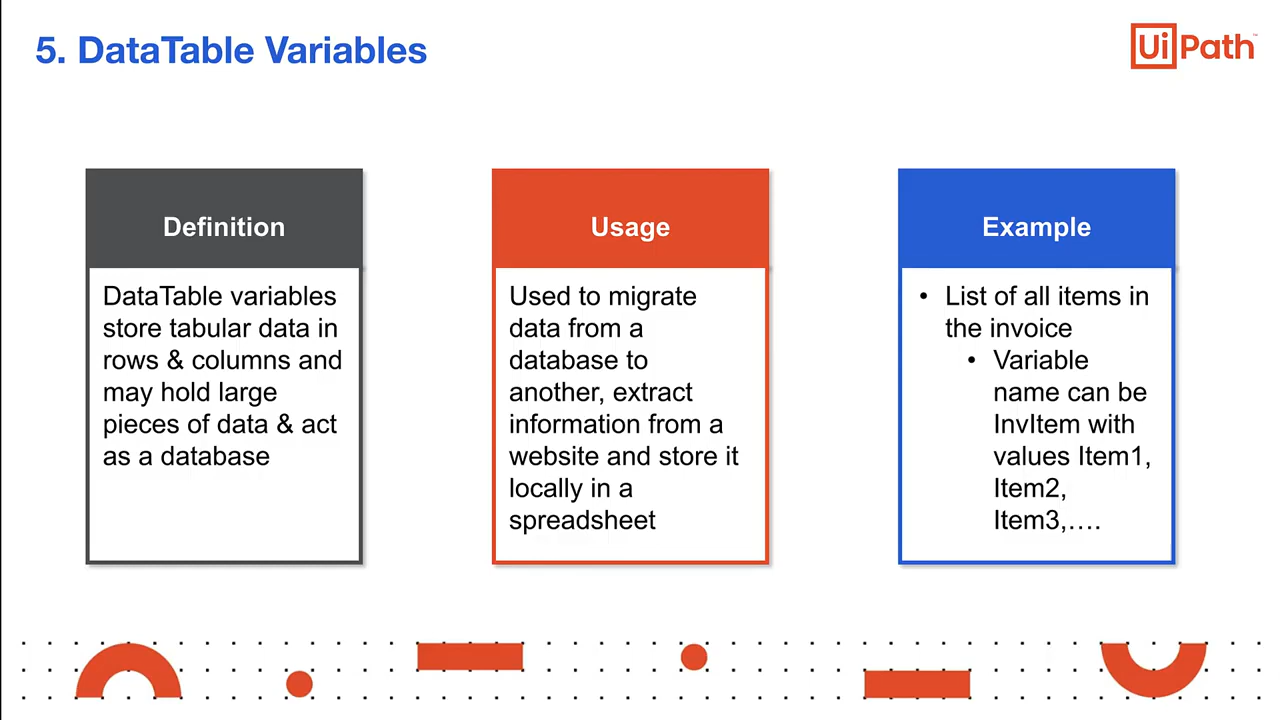 5. DataTable Variables
UiPath™
Definition
DataTable variables
store tabular data in
rows & columns and
may hold large
pieces of data & act
as a database
Usage
Used to migrate
data from a
database to
another, extract
information from a
website and store it
locally in a
spreadsheet
Example
• List of all items in
the invoice
• Variable
name can be
InvItem with
values Item1,
Item2,
Item3,….